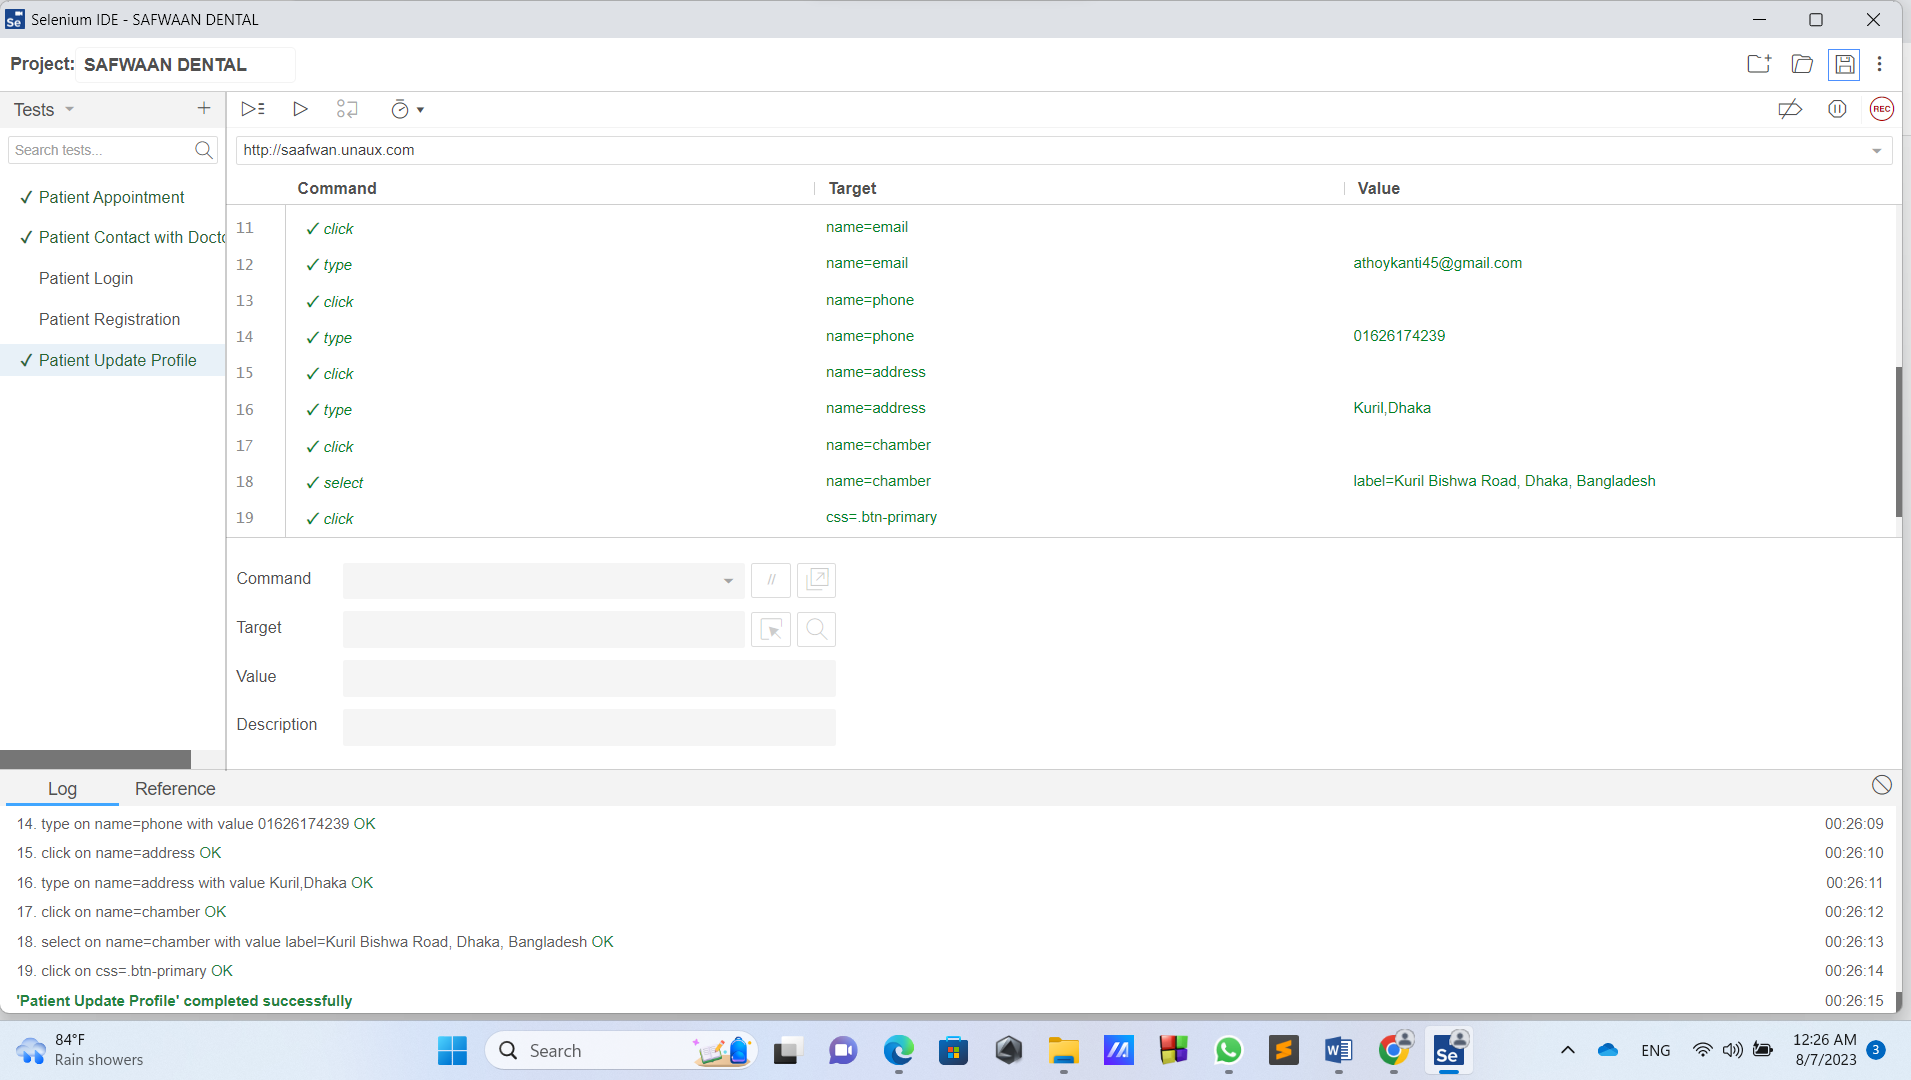 Selenium IDE - SAFWAAN DENTAL
Project: SAFWAAN DENTAL
Tests
Search tests...
http://saafwan.unaux.com
REC
✓ Patient Appointment
✓ Patient Contact with Docto
Patient Login
Patient Registration
✓ Patient Update Profile
Command Target Value
11 ✓ click name=email
12 ✓ type name=email athoykanti45@gmail.com
13 ✓ click name=phone
14 ✓ type name=phone 01626174239
15 ✓ click name=address
16 ✓ type name=address Kuril,Dhaka
17 ✓ click name=chamber
18 ✓ select name=chamber label=Kuril Bishwa Road, Dhaka, Bangladesh
19 ✓ click css=.btn-primary
Command //
Target
Value
Description
Log Reference
14. type on name=phone with value 01626174239 OK 00:26:09
15. click on name=address OK 00:26:10
16. type on name=address with value Kuril,Dhaka OK 00:26:11
17. click on name=chamber OK 00:26:12
18. select on name=chamber with value label=Kuril Bishwa Road, Dhaka, Bangladesh OK 00:26:13
19. click on css=.btn-primary OK 00:26:14
'Patient Update Profile' completed successfully 00:26:15
84°F
Rain showers
Search
Se
ENG
12:26 AM
8/7/2023
3